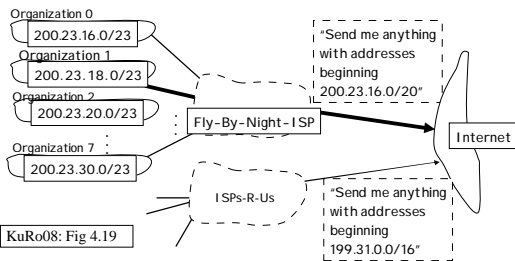 Organization 0
200.23.16.0/23
Organization 1
200.23.18.0/23
Organization 2
200.23.20.0/23
Organization 7
200.23.30.0/23
Fly-By-Night-ISP
"Send me anything
with addresses
beginning
200.23.16.0/20"
Internet
ISPs-R-Us
"Send me anything
with addresses
beginning
199.31.0.0/16"
KuRo08: Fig 4.19